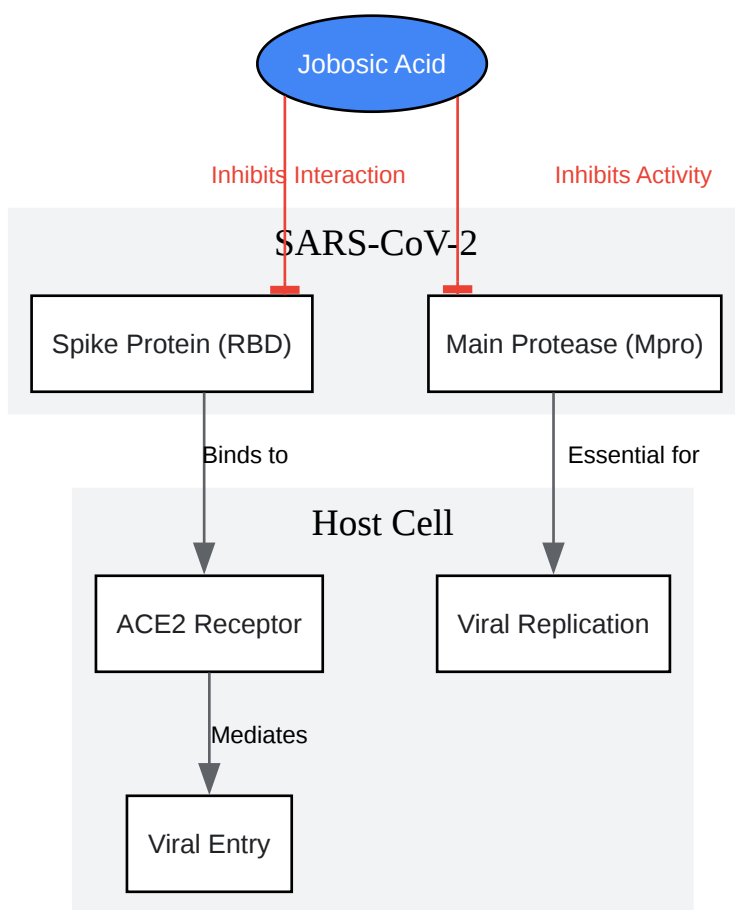 Jobosic Acid
Inhibits Interaction
Inhibits Activity
SARS-CoV-2
Spike Protein (RBD)
Main Protease (Mpro)
Binds to
Essential for
Host Cell
ACE2 Receptor
Viral Replication
Mediates
Viral Entry